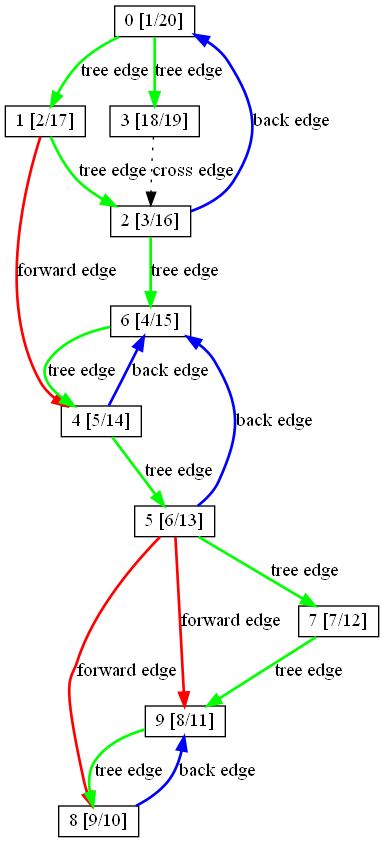 0 [1/20]
tree edge
tree edge
1 [2/17]
3 [18/19]
back edge
tree edge
cross edge
2 [3/16]
forward edge
tree edge
6 [4/15]
tree edge
back edge
4 [5/14]
back edge
tree edge
5 [6/13]
tree edge
forward edge
7 [7/12]
forward edge
tree edge
9 [8/11]
tree edge
back edge
8 [9/10]